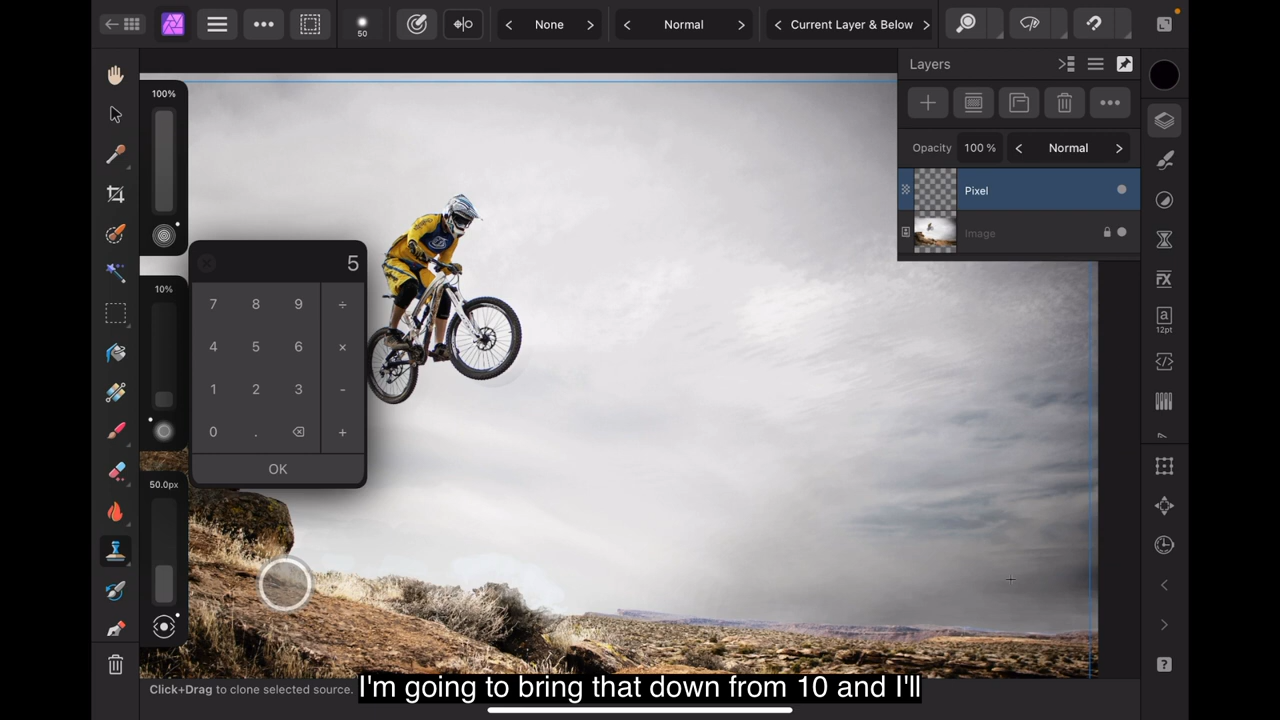 50
None
Normal
Current Layer & Below
Layers
Opacity
100 %
Normal
Pixel
Image
100%
10%
50.0px
5
7 8 9 ÷
4 5 6 ×
1 2 3 -
0 . +
OK
FX
a
12pt
?
Click+Drag to clone selected source.
I'm going to bring that down from 10 and I'll